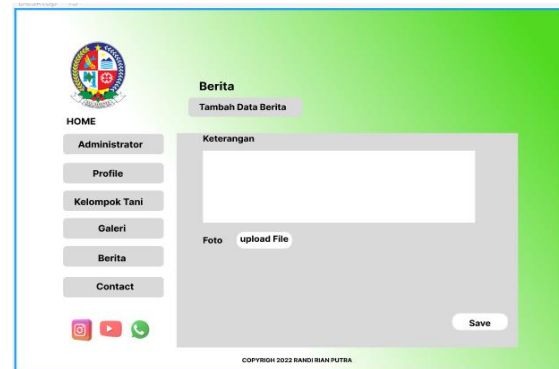 HOME
Administrator
Profile
Kelompok Tani
Galeri
Berita
Contact
Berita
Tambah Data Berita
Keterangan
Foto upload File
Save
COPYRIGH 2022 RANDI RIAN PUTRA